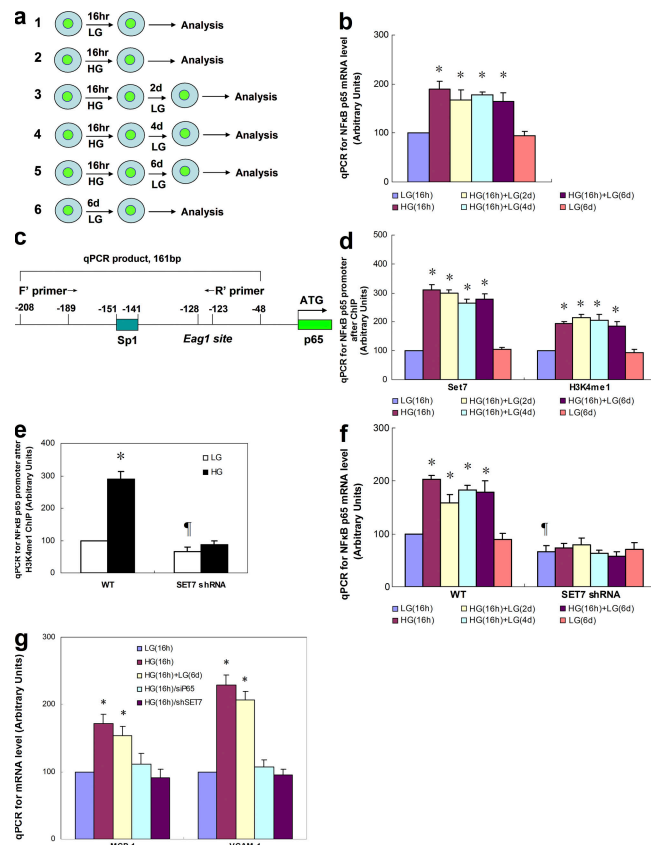 a
1 16hr LG Analysis
2 16hr HG Analysis
3 16hr HG 2d LG Analysis
4 16hr HG 4d LG Analysis
5 16hr HG 6d LG Analysis
6 6d LG Analysis
b
qPCR for NFκB p65 mRNA level
(Arbitrary Units)
300
200
100
0
* * * *
LG(16h) HG(16h)+LG(2d) HG(16h)+LG(6d)
HG(16h) HG(16h)+LG(4d) LG(6d)
c
qPCR product, 161bp
F' primer R' primer
-208 -189 -151 -141 -128 -123 -48 ATG
Sp1 Eag1 site p65
d
qPCR for NFκB p65 promoter
after ChIP
(Arbitrary Units)
500
400
300
200
100
0
* * * * * * * *
Set7 H3K4me1
LG(16h) HG(16h)+LG(2d) HG(16h)+LG(6d)
HG(16h) HG(16h)+LG(4d) LG(6d)
e
qPCR for NFκB p65 promoter after
H3K4me1 ChIP (Arbitrary Units)
400
300
200
100
0
LG
HG
* ¶
WT SET7 shRNA
f
qPCR for NFκB p65 mRNA level
(Arbitrary Units)
300
200
100
0
* * * * ¶
WT SET7 shRNA
LG(16h) HG(16h)+LG(2d) HG(16h)+LG(6d)
HG(16h) HG(16h)+LG(4d) LG(6d)
g
qPCR for mRNA level (Arbitrary Units)
300
200
100
0
LG(16h)
HG(16h)
HG(16h)+LG(6d)
HG(16h)/siP65
HG(16h)/shSET7
* * * *